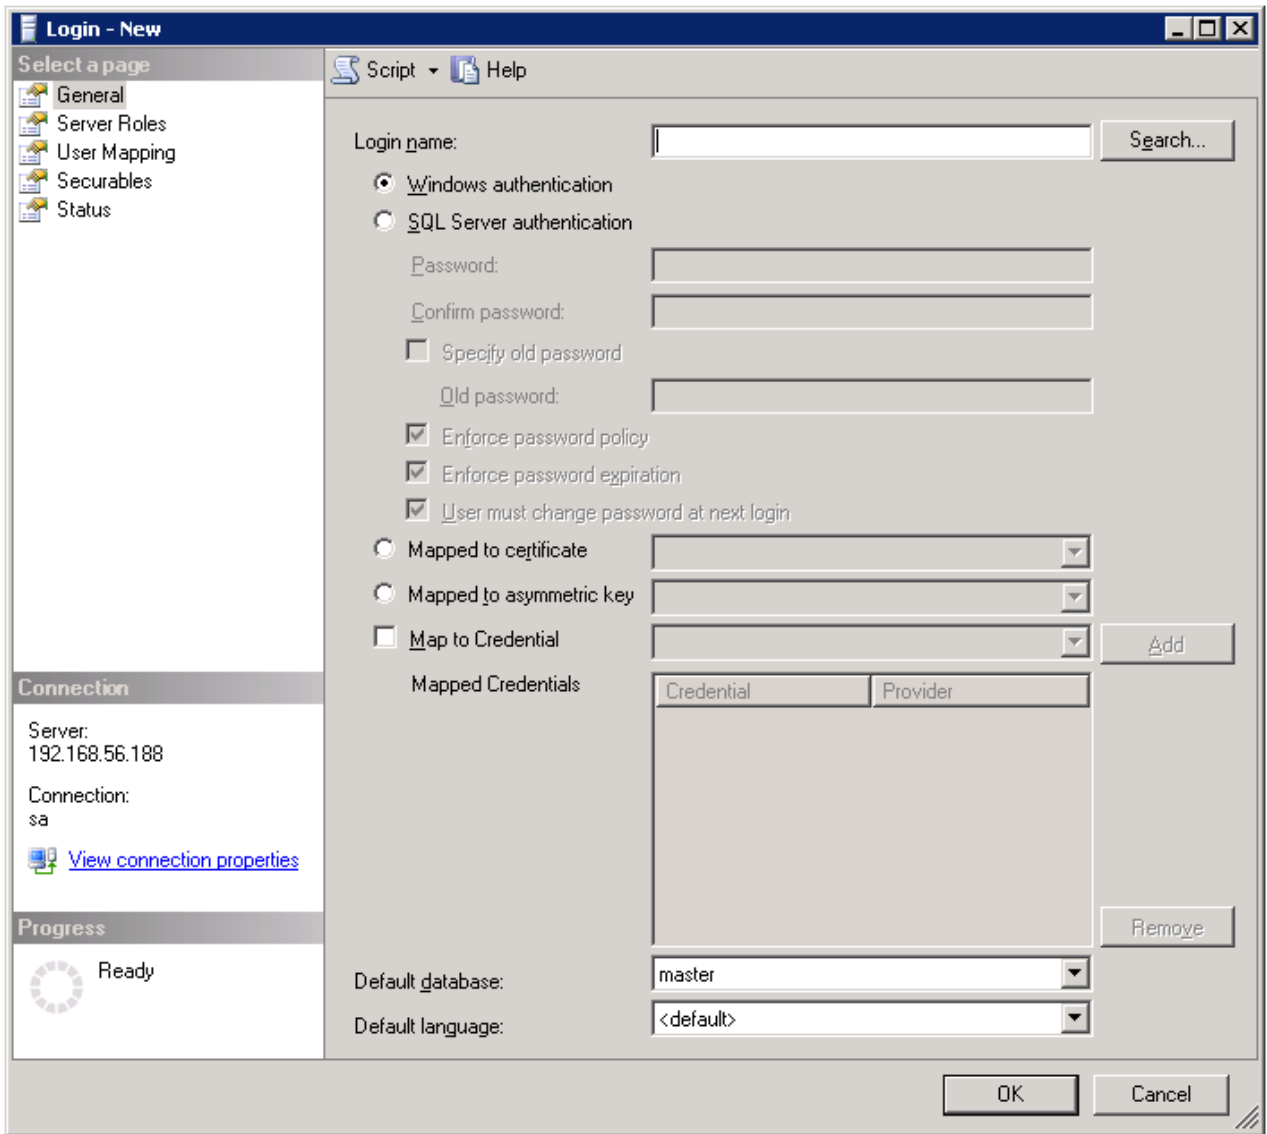 Login - New
Select a page
General
Server Roles
User Mapping
Securables
Status
Connection
Server:
192.168.56.188
Connection:
sa
View connection properties
Progress
Ready
Script Help
Login name: Search...
Windows authentication
SQL Server authentication
Password:
Confirm password:
Specify old password
Old password:
Enforce password policy
Enforce password expiration
User must change password at next login
Mapped to certificate
Mapped to asymmetric key
Map to Credential Add
Mapped Credentials Credential Provider
Remove
Default database: master
Default language: <default>
OK Cancel